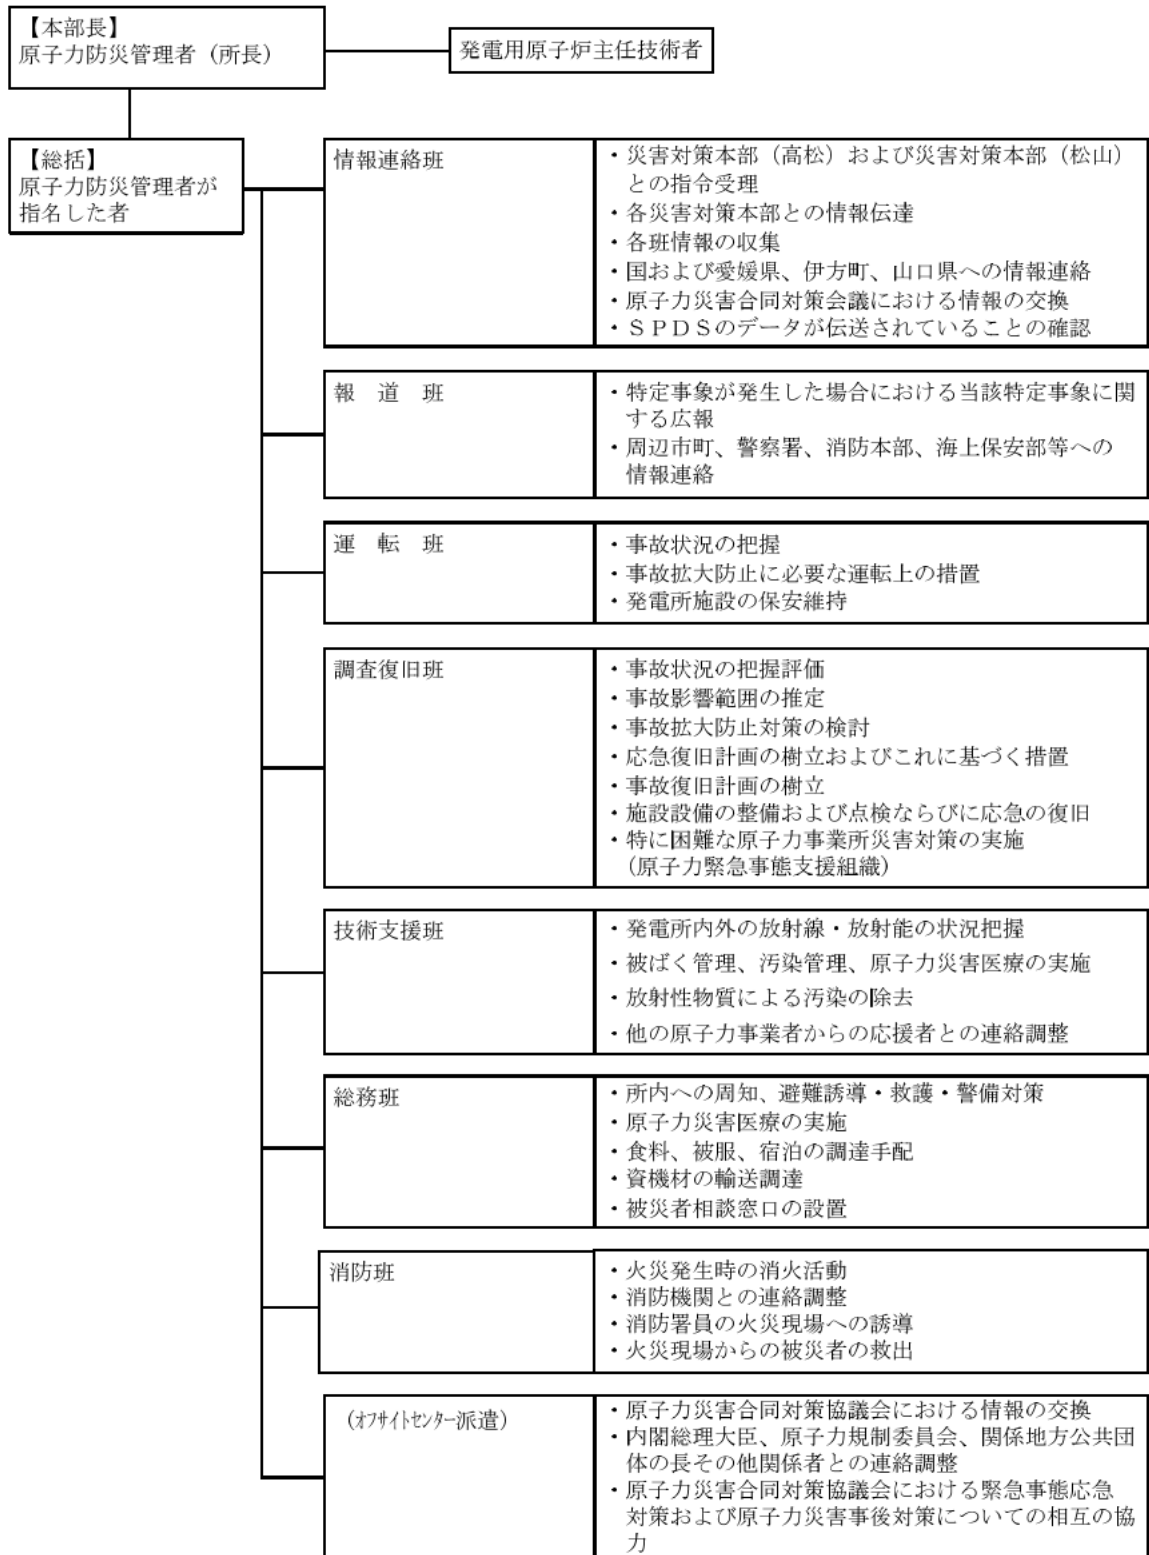 【本部長】
原子力防災管理者（所長）
発電用原子炉主任技術者
【総括】
原子力防災管理者が
指名した者
情報連絡班
・災害対策本部（高松）および災害対策本部（松山）
との指令受理
・各災害対策本部との情報伝達
・各班情報の収集
・国および愛媛県、伊方町、山口県への情報連絡
・原子力災害合同対策会議における情報の交換
・ＳＰＤＳのデータが伝送されていることの確認
報　道　班
・特定事象が発生した場合における当該特定事象に関
する広報
・周辺市町、警察署、消防本部、海上保安部等への
情報連絡
運　転　班
・事故状況の把握
・事故拡大防止に必要な運転上の措置
・発電所施設の保安維持
調査復旧班
・事故状況の把握評価
・事故影響範囲の推定
・事故拡大防止対策の検討
・応急復旧計画の樹立およびこれに基づく措置
・事故復旧計画の樹立
・施設設備の整備および点検ならびに応急の復旧
・特に困難な原子力事業所災害対策の実施
（原子力緊急事態支援組織）
技術支援班
・発電所内外の放射線・放射能の状況把握
・被ばく管理、汚染管理、原子力災害医療の実施
・放射性物質による汚染の除去
・他の原子力事業者からの応援者との連絡調整
総務班
・所内への周知、避難誘導・救護・警備対策
・原子力災害医療の実施
・食料、被服、宿泊の調達手配
・資機材の輸送調達
・被災者相談窓口の設置
消防班
・火災発生時の消火活動
・消防機関との連絡調整
・消防署員の火災現場への誘導
・火災現場からの被災者の救出
（ｵﾌｻｲﾄｾﾝﾀｰ派遣）
・原子力災害合同対策協議会における情報の交換
・内閣総理大臣、原子力規制委員会、関係地方公共団
体の長その他関係者との連絡調整
・原子力災害合同対策協議会における緊急事態応急
対策および原子力災害事後対策についての相互の協
力